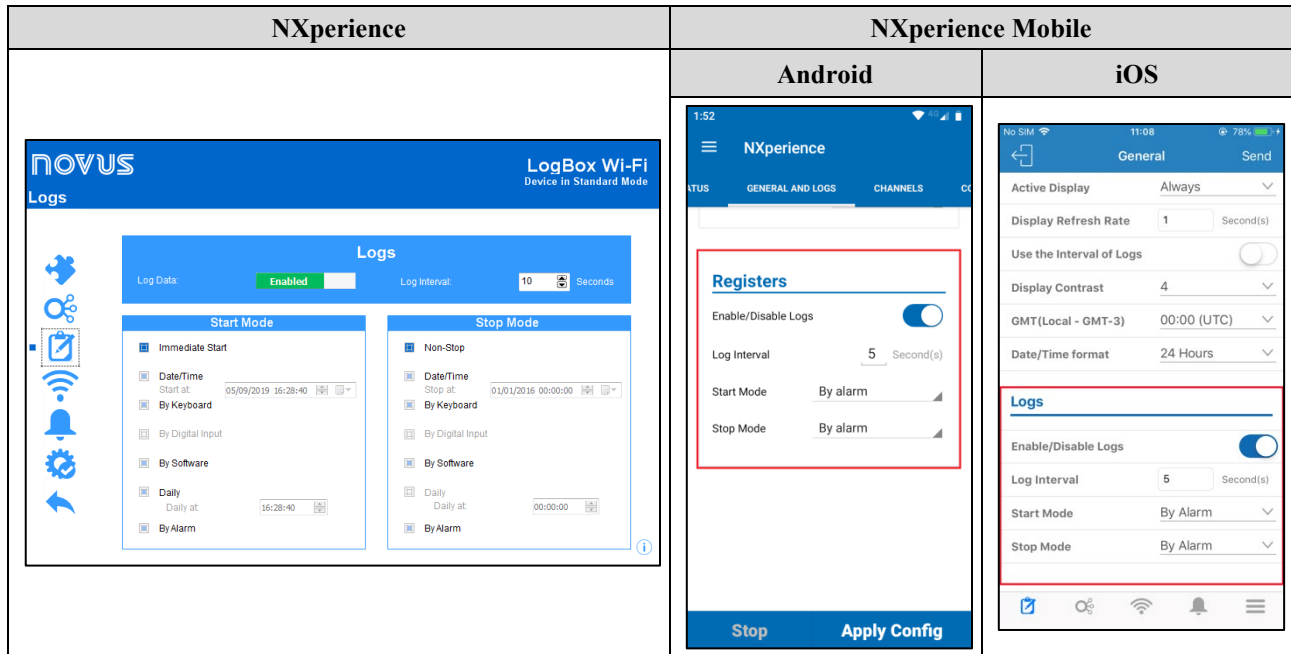 NXperience
NXperience Mobile
Android
iOS
NOVUS
LogBox Wi-Fi
Device in Standard Mode
Logs
Logs
Log Data: Enabled Log Interval: 10 Seconds
Start Mode
Immediate Start
Date/Time
Start at: 05/09/2019 16:28:40
By Keyboard
By Digital Input
By Software
Daily
Daily at: 16:28:40
By Alarm
Stop Mode
Non-Stop
Date/Time
Stop at: 01/01/2016 00:00:00
By Keyboard
By Digital Input
By Software
Daily
Daily at: 00:00:00
By Alarm
1:52 4G
NXperience
ATUS GENERAL AND LOGS CHANNELS CO
Registers
Enable/Disable Logs
Log Interval 5 Second(s)
Start Mode By alarm
Stop Mode By alarm
Stop Apply Config
No SIM 11:08 78%
General Send
Active Display Always
Display Refresh Rate 1 Second(s)
Use the Interval of Logs
Display Contrast 4
GMT(Local - GMT-3) 00:00 (UTC)
Date/Time format 24 Hours
Logs
Enable/Disable Logs
Log Interval 5 Second(s)
Start Mode By Alarm
Stop Mode By Alarm